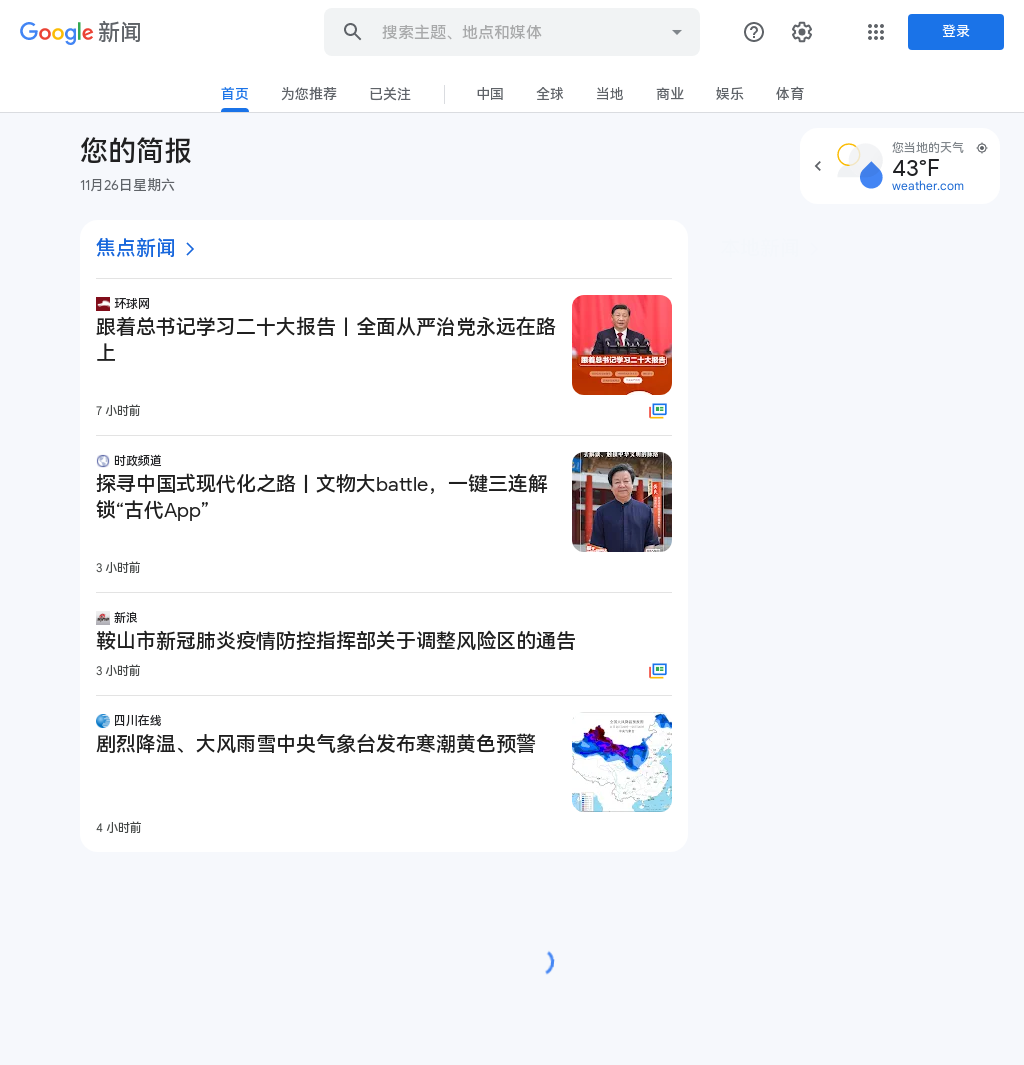 Google 新闻
搜索主题、地点和媒体
登录
首页
为您推荐
已关注
中国
全球
当地
商业
娱乐
体育
您的简报
11月26日星期六
您当地的天气
43°F
weather.com
焦点新闻
环球网
跟着总书记学习二十大报告丨全面从严治党永远在路
上
跟着总书记学习二十大报告
7 小时前
时政频道
探寻中国式现代化之路丨文物大battle，一键三连解
锁“古代App”
3 小时前
新浪
鞍山市新冠肺炎疫情防控指挥部关于调整风险区的通告
3 小时前
四川在线
剧烈降温、大风雨雪中央气象台发布寒潮黄色预警
4 小时前